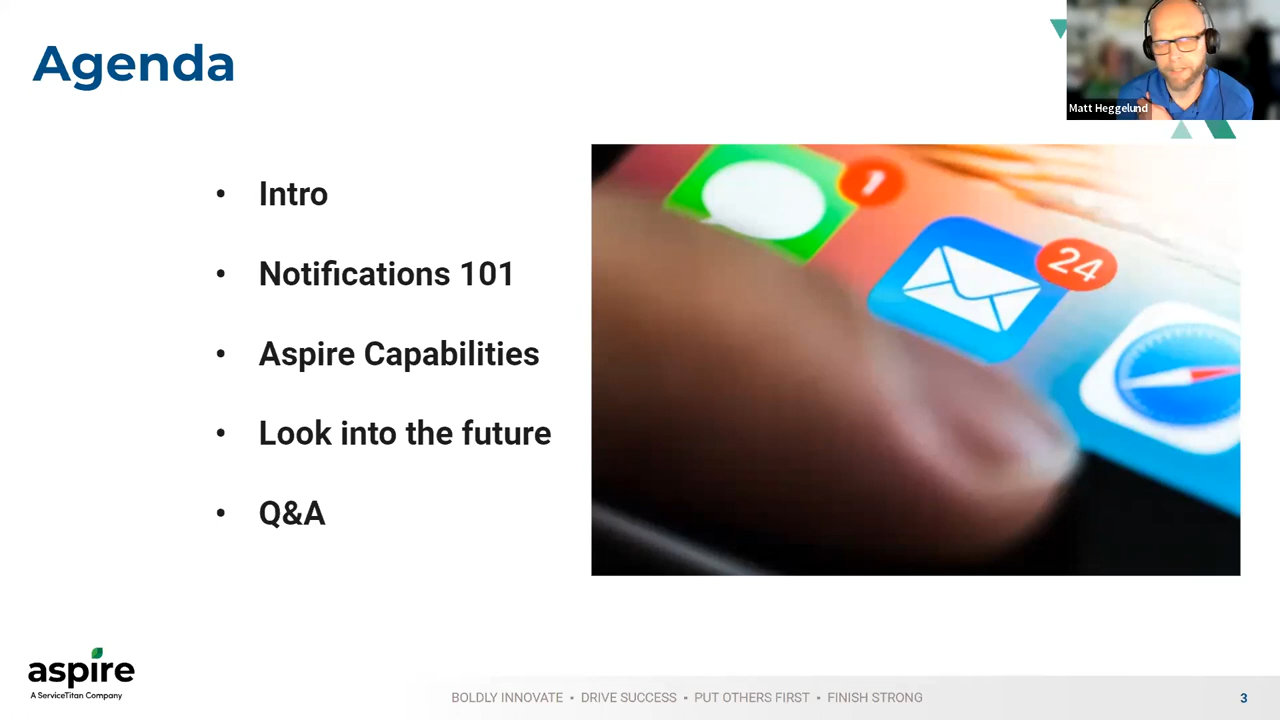 Agenda
Matt Heggelund
1
24
• Intro
• Notifications 101
• Aspire Capabilities
• Look into the future
• Q&A
aspire
A ServiceTitan Company
BOLDLY INNOVATE • DRIVE SUCCESS • PUT OTHERS FIRST • FINISH STRONG
3